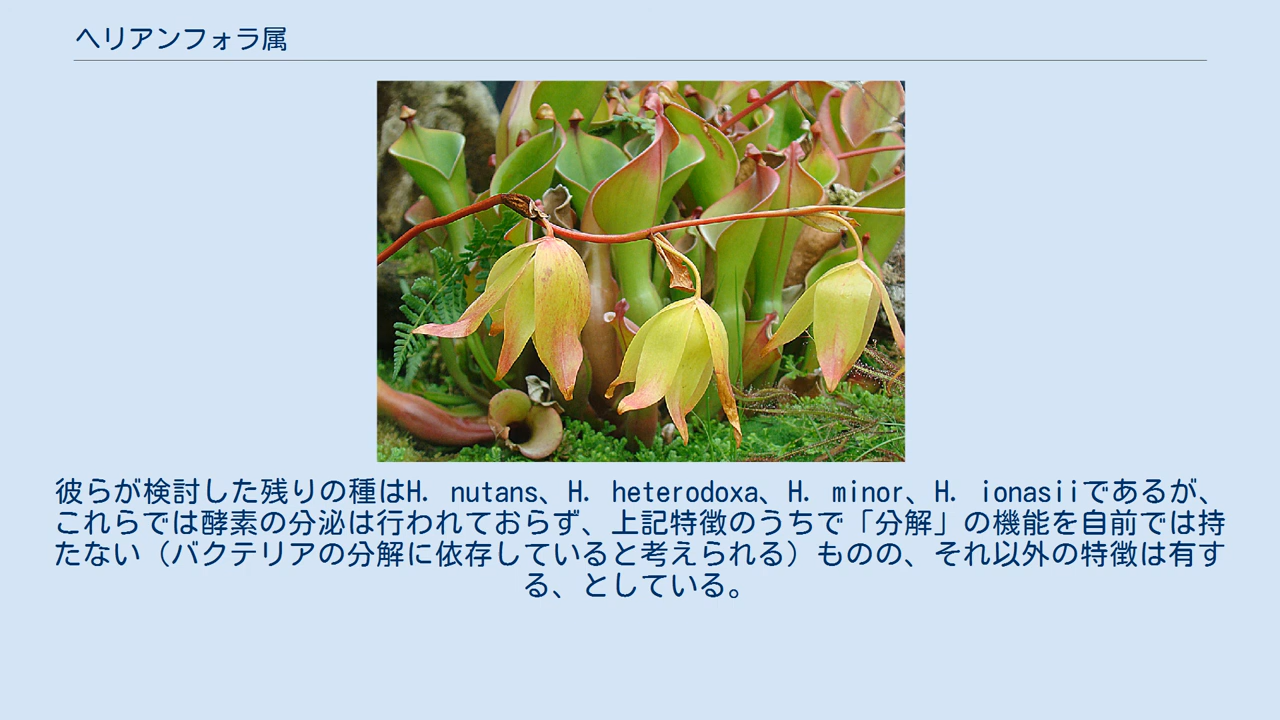 ヘリアンフォラ属
彼らが検討した残りの種はH. nutans、H. heterodoxa、H. minor、H. ionasiiであるが、
これらでは酵素の分泌は行われておらず、上記特徴のうちで「分解」の機能を自前では持
たない（バクテリアの分解に依存していると考えられる）ものの、それ以外の特徴は有す
る、としている。